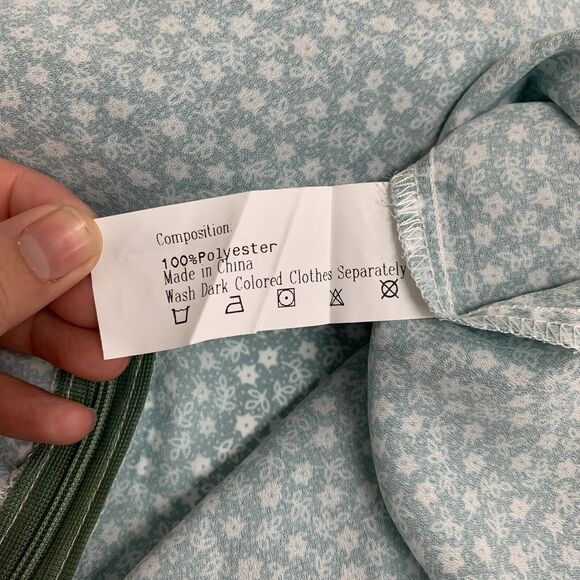 Composition:
100%Polyester
Made in China
Wash Dark Colored Clothes Separately